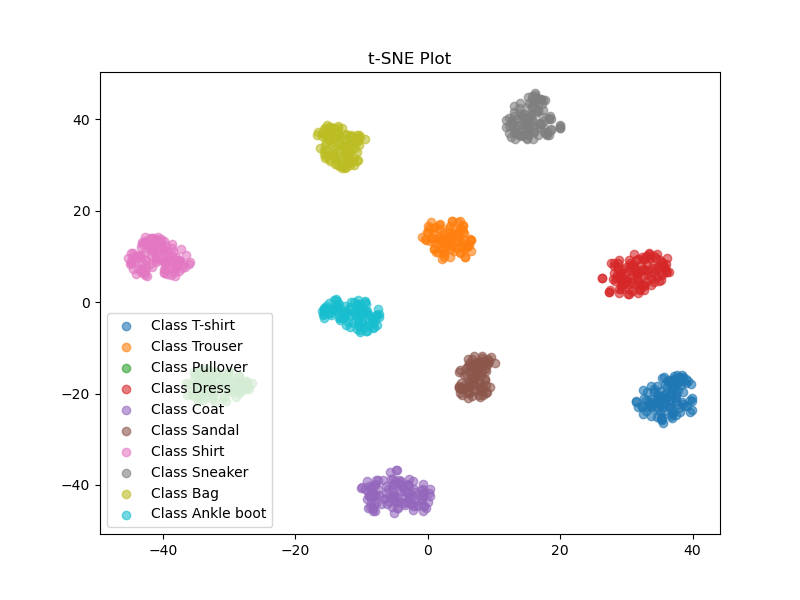 t-SNE Plot
40
20
0
−20
−40
Class T-shirt
Class Trouser
Class Pullover
Class Dress
Class Coat
Class Sandal
Class Shirt
Class Sneaker
Class Bag
Class Ankle boot
−40 −20 0 20 40